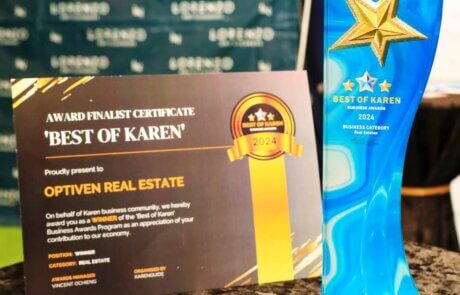 LORENZO
LORENZO
LORENZO
AWARD FINALIST CERTIFICATE
'BEST OF KAREN'
Proudly present to
OPTIVEN REAL ESTATE
On behalf of Karen business community, we hereby
award you as a WINNER of the 'Best of Karen'
Business Awards Program as an appreciation of your
contribution to our economy.
POSITION: WINNER
CATEGORY: REAL ESTATE
AWARDS MANAGER
VINCENT OCHIENG
ORGANISED BY
KARENGUIDE
BEST OF KAREN
BUSINESS AWARDS
2024
BEST OF KAREN
BUSINESS AWARDS
2024
BUSINESS CATEGORY
Real Estates